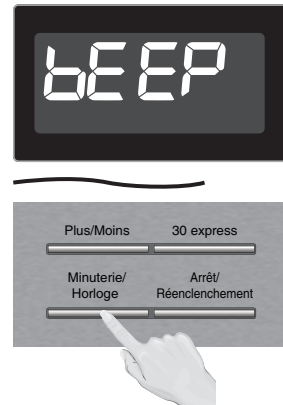 bEEP
Plus/Moins 30 express
Minuterie/ Arrêt/
Horloge Réenclenchement